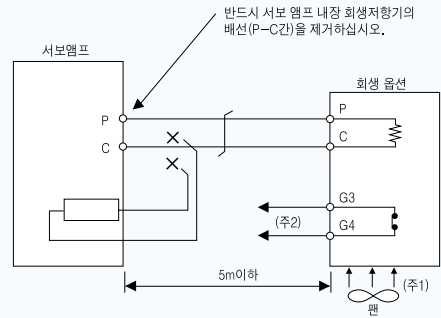 반드시 서보 앰프 내장 회생저항기의
배선(P-C간)을 제거하십시오.
서보앰프
회생 옵션
P
P
C
C
G3
(주2)
G4
5m이하
(주1)
팬